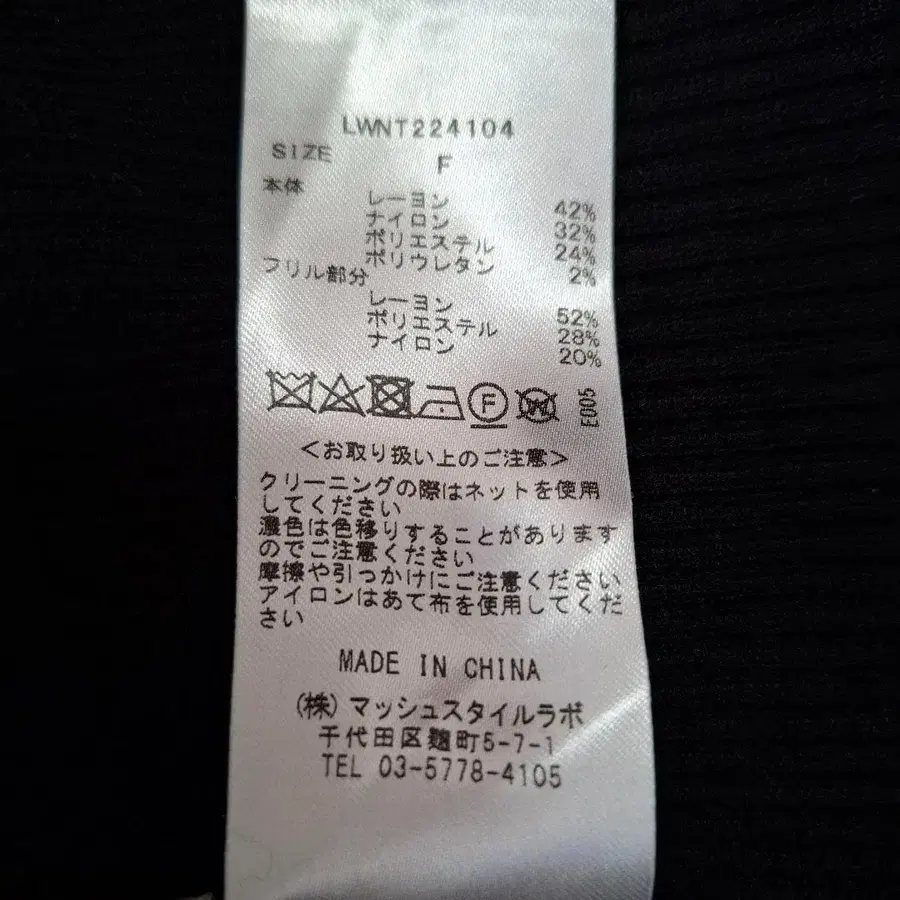 LWNT224104
SIZE F
本体
レーヨン 42%
ナイロン 32%
ポリエステル 24%
ポリウレタン 2%
フリル部分
レーヨン 52%
ポリエステル 28%
ナイロン 20%
F W E005
<お取り扱い上のご注意>
クリーニングの際はネットを使用
してください
濃色は色移りすることがあります
のでご注意ください
摩擦や引っかけにご注意ください
アイロンはあて布を使用してくだ
さい
MADE IN CHINA
(株)マッシュスタイルラボ
千代田区麹町5-7-1
TEL 03-5778-4105